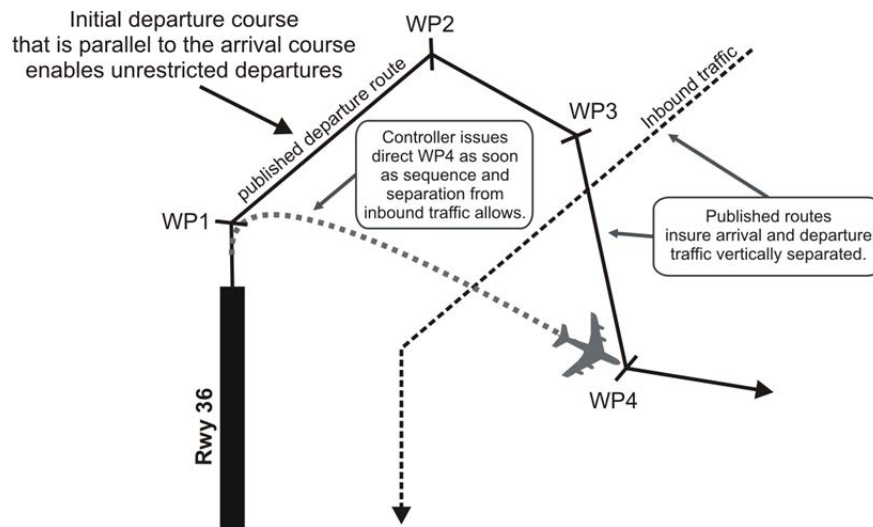 Initial departure course
that is parallel to the arrival course
enables unrestricted departures
WP2
published departure route
Inbound traffic
WP3
Controller issues
direct WP4 as soon
as sequence and
separation from
inbound traffic allows.
WP1
Published routes
insure arrival and departure
traffic vertically separated.
Rwy 36
WP4